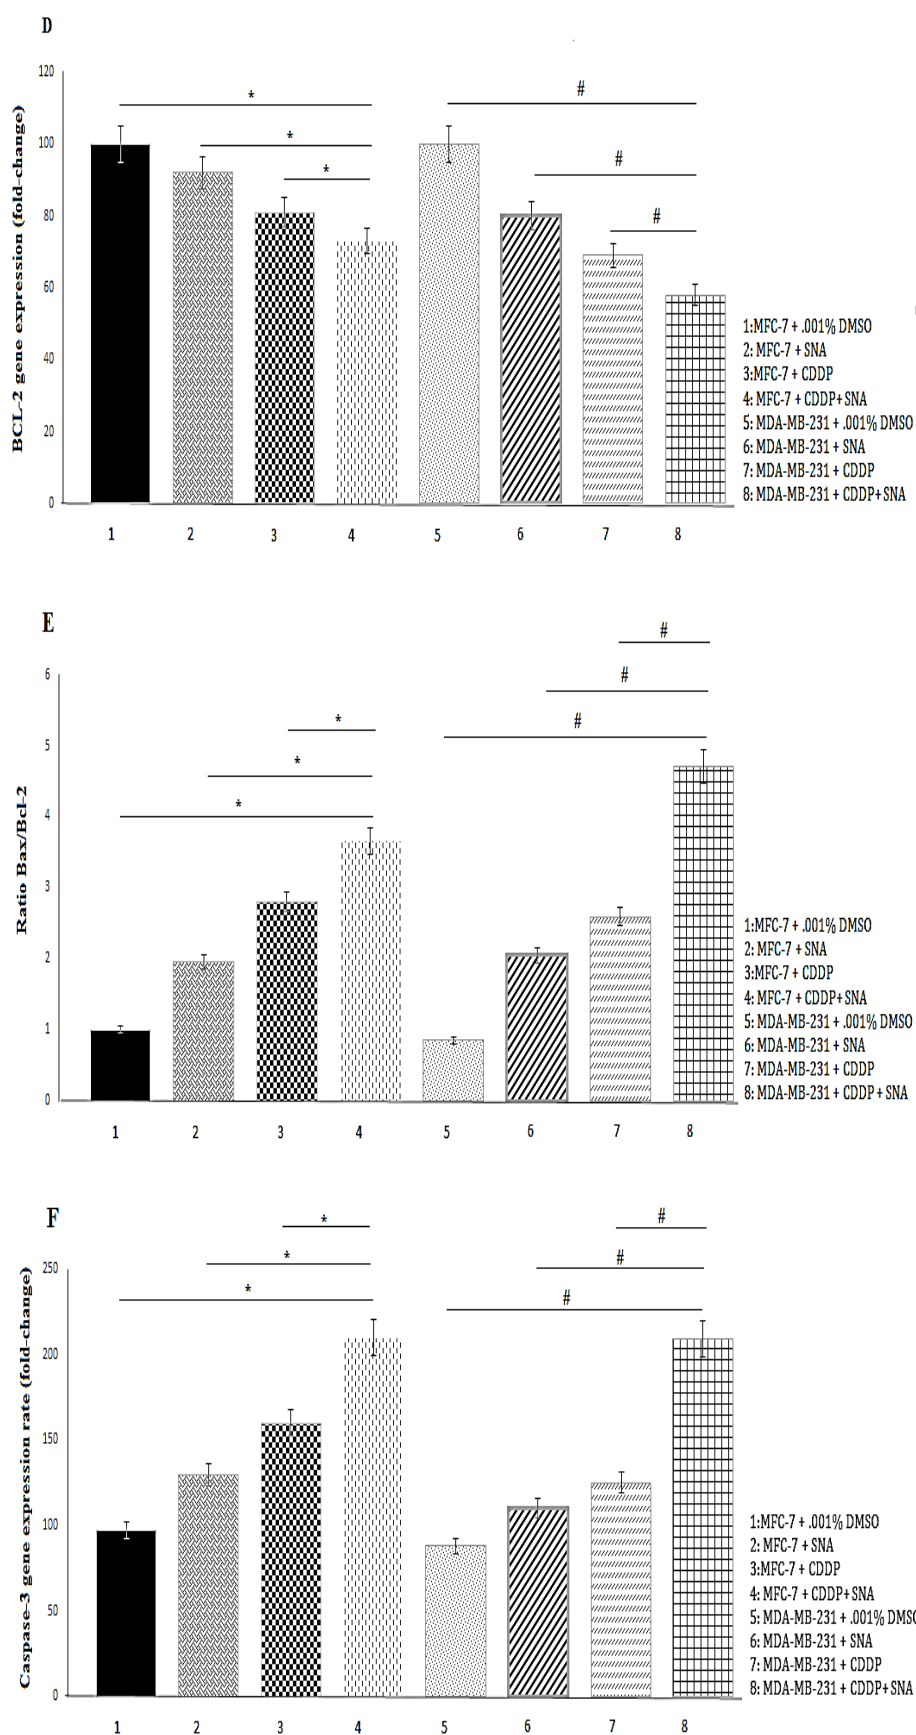 D
BCL-2 gene expression (fold-change)
120
100
80
60
40
20
0
*
*
*
#
#
#
1 2 3 4 5 6 7 8
1:MFC-7 + .001% DMSO
2: MFC-7 + SNA
3:MFC-7 + CDDP
4: MFC-7 + CDDP+SNA
5: MDA-MB-231 + .001% DMSO
6: MDA-MB-231 + SNA
7: MDA-MB-231 + CDDP
8: MDA-MB-231 + CDDP+SNA
E
Ratio Bax/Bcl-2
6
5
4
3
2
1
0
#
#
#
*
*
*
1 2 3 4 5 6 7 8
1:MFC-7 + .001% DMSO
2: MFC-7 + SNA
3:MFC-7 + CDDP
4: MFC-7 + CDDP+SNA
5: MDA-MB-231 + .001% DMSO
6: MDA-MB-231 + SNA
7: MDA-MB-231 + CDDP
8: MDA-MB-231 + CDDP +SNA
F
Caspase-3 gene expression rate (fold-change)
250
200
150
100
50
0
*
*
*
#
#
#
1 2 3 4 5 6 7 8
1:MFC-7 + .001% DMSO
2: MFC-7 + SNA
3:MFC-7 + CDDP
4: MFC-7 + CDDP+SNA
5: MDA-MB-231 + .001% DMSO
6: MDA-MB-231 + SNA
7: MDA-MB-231 + CDDP
8: MDA-MB-231 + CDDP+SNA